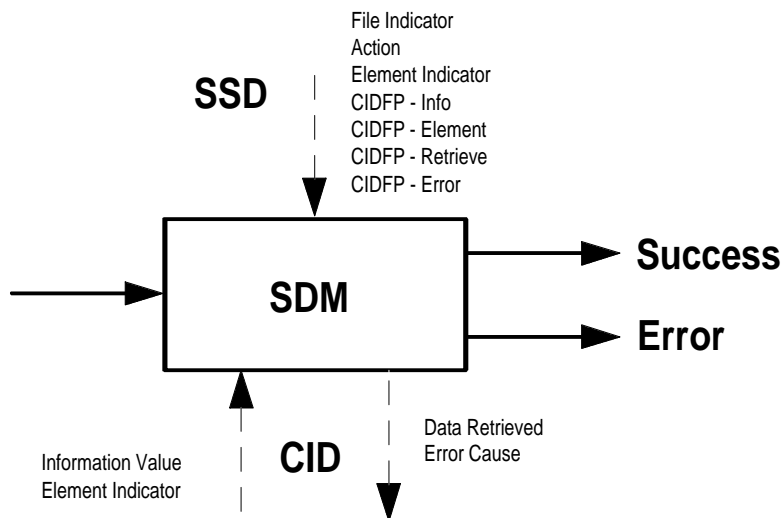 File Indicator
Action
Element Indicator
CIDFP - Info
CIDFP - Element
CIDFP - Retrieve
CIDFP - Error
SSD
SDM
Success
Error
Information Value
Element Indicator
CID
Data Retrieved
Error Cause